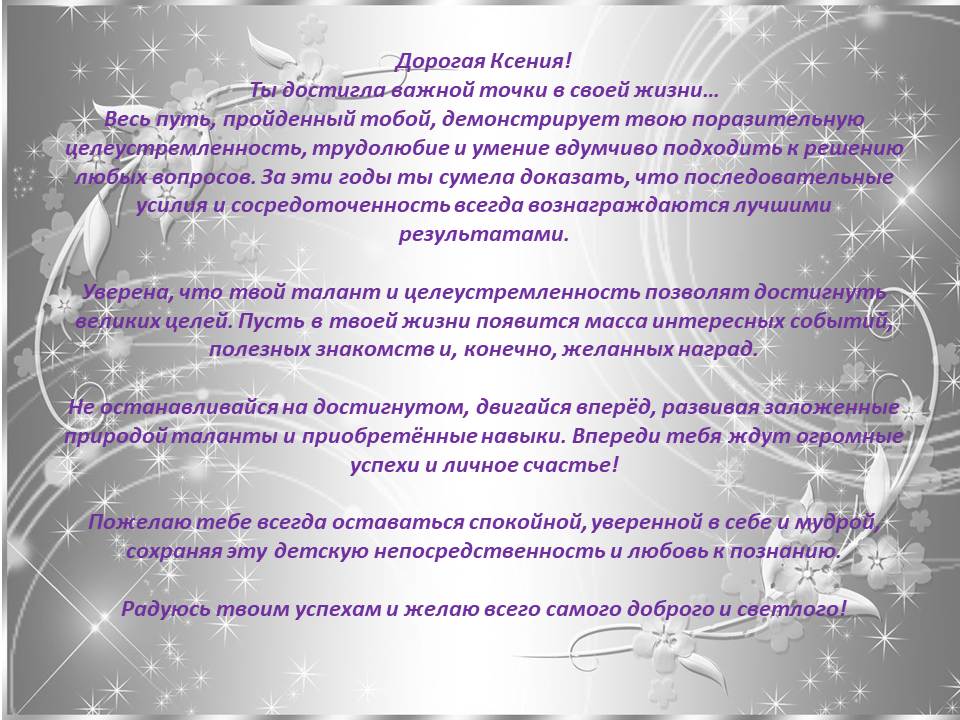 Дорогая Ксения!
Ты достигла важной точки в своей жизни…
Весь путь, пройденный тобой, демонстрирует твою поразительную
целеустремленность, трудолюбие и умение вдумчиво подходить к решению
любых вопросов. За эти годы ты сумела доказать, что последовательные
усилия и сосредоточенность всегда вознаграждаются лучшими
результатами.
Уверена, что твой талант и целеустремленность позволят достигнуть
великих целей. Пусть в твоей жизни появится масса интересных событий,
полезных знакомств и, конечно, желанных наград.
Не останавливайся на достигнутом, двигайся вперёд, развивая заложенные
природой таланты и приобретённые навыки. Впереди тебя ждут огромные
успехи и личное счастье!
Пожелаю тебе всегда оставаться спокойной, уверенной в себе и мудрой,
сохраняя эту детскую непосредственность и любовь к познанию.
Радуюсь твоим успехам и желаю всего самого доброго и светлого!